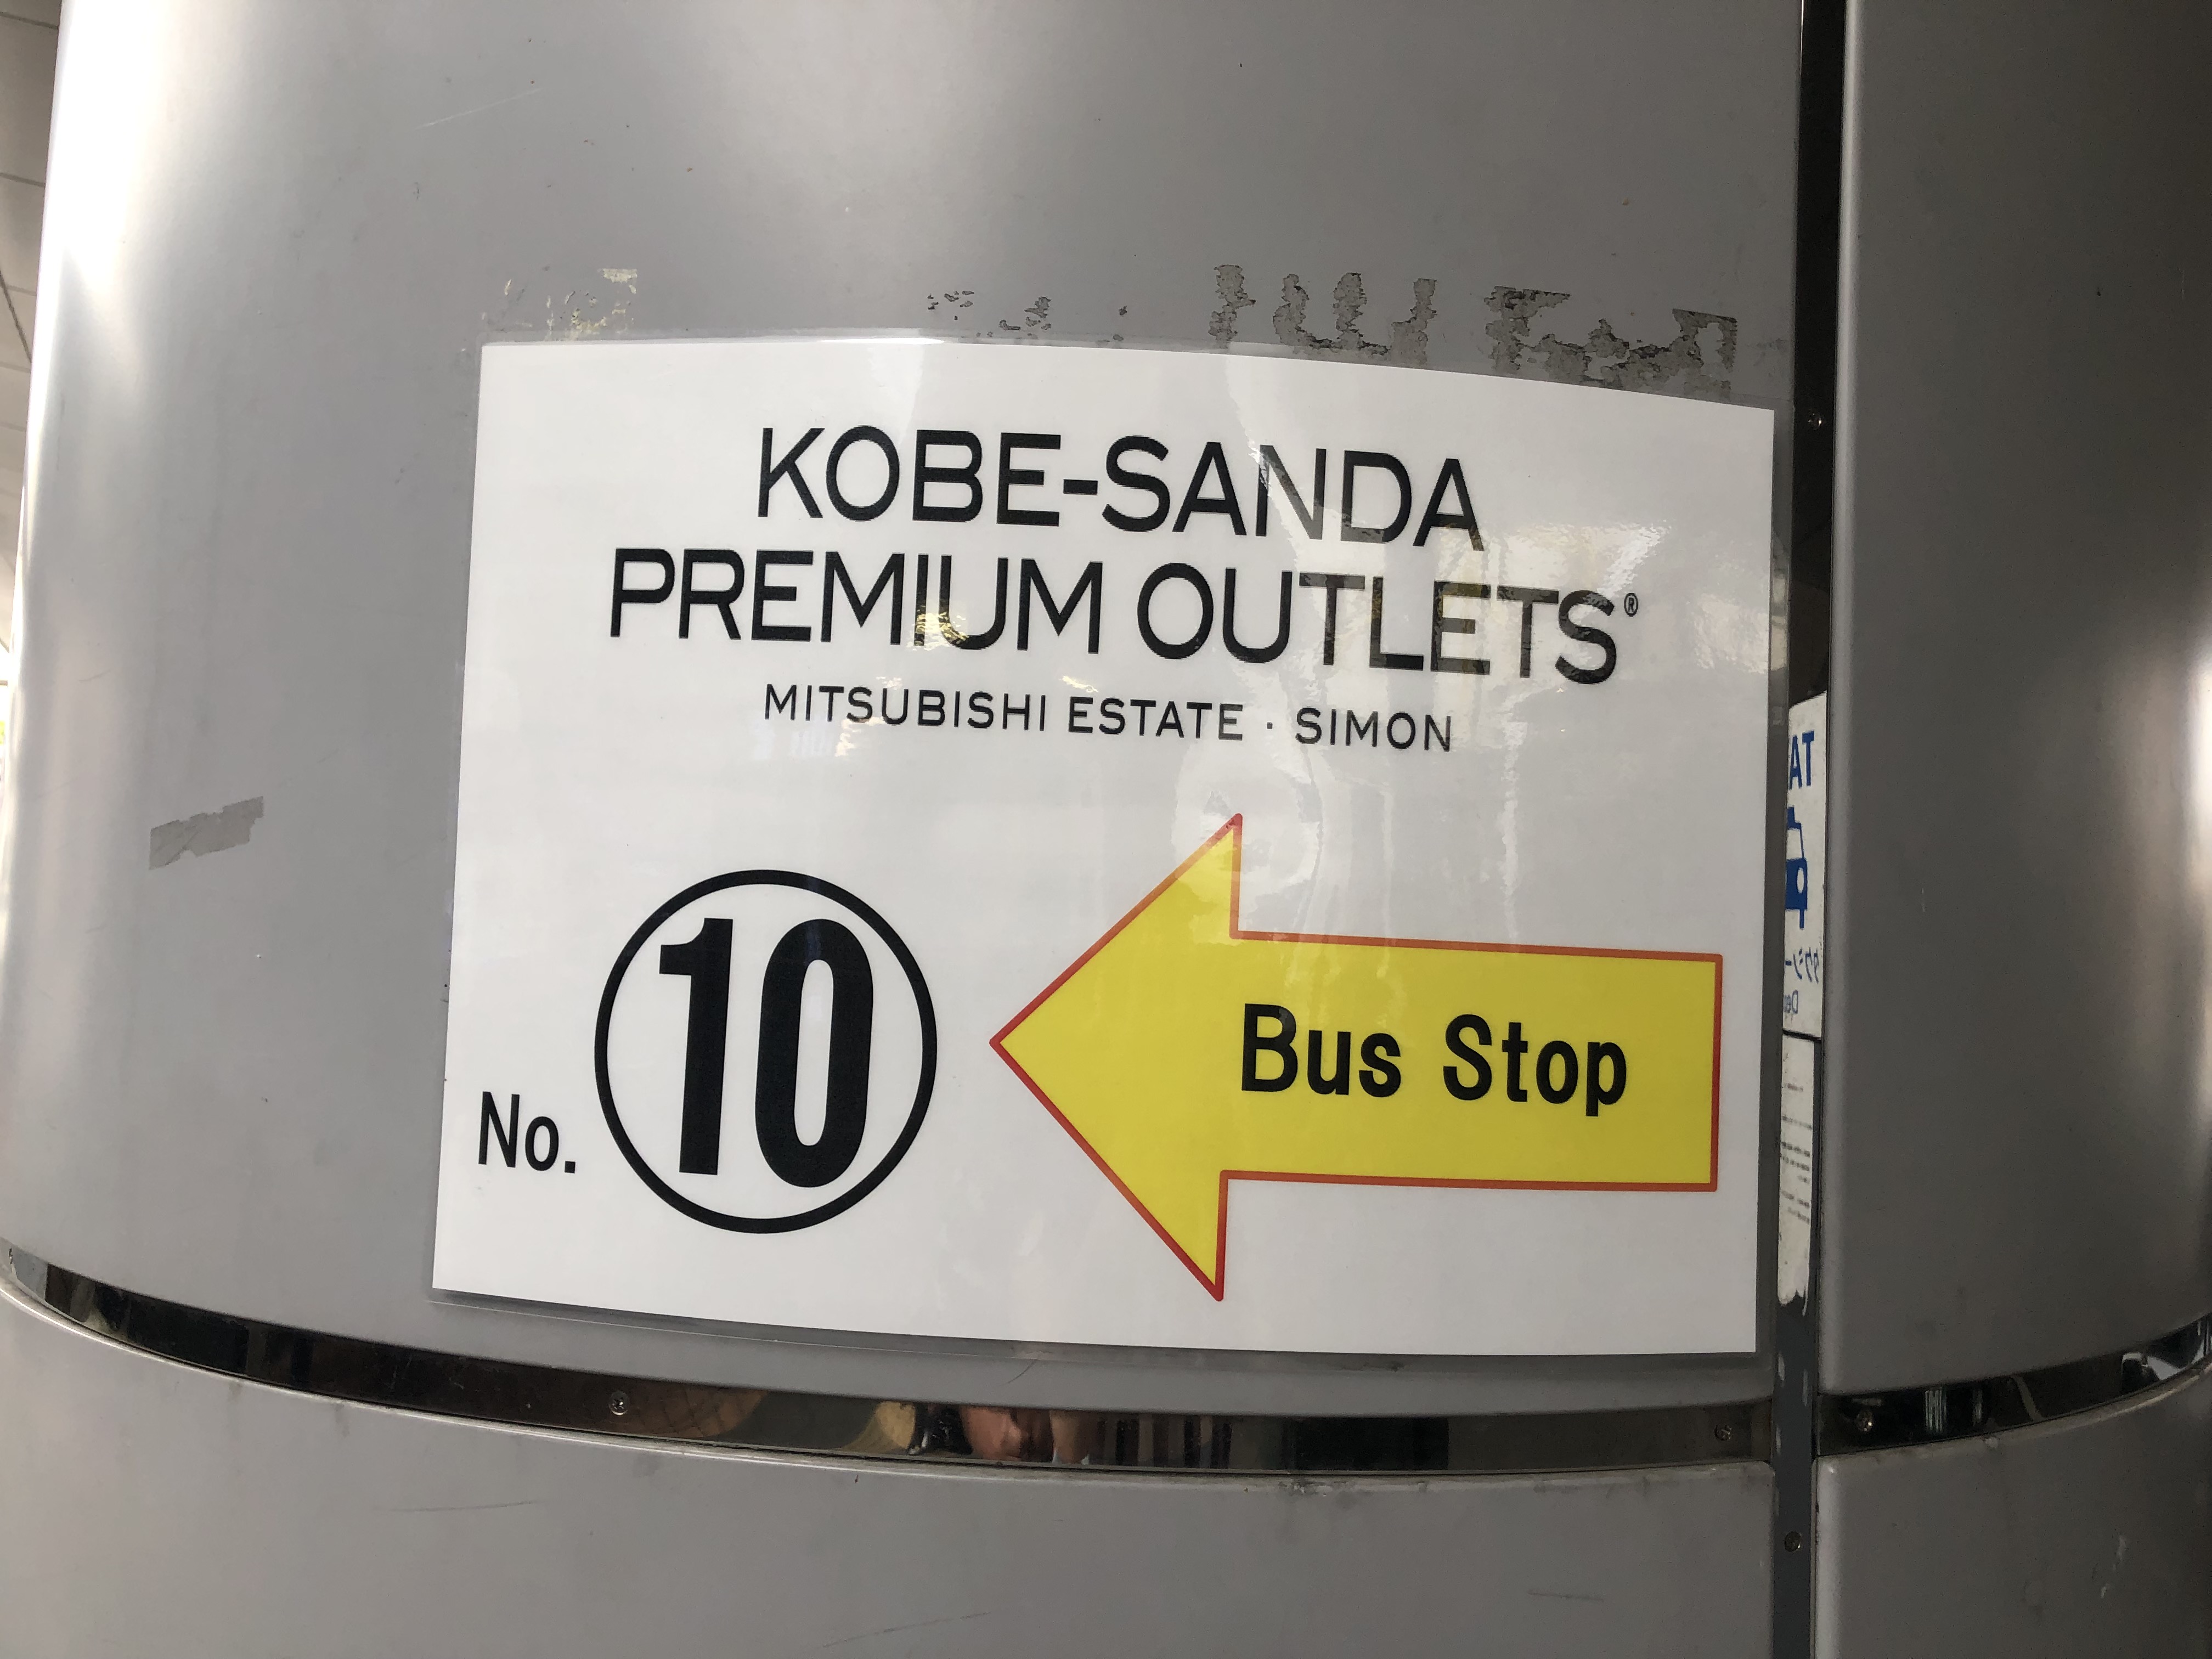 KOBE-SANDA
PREMIUM OUTLETS®
MITSUBISHI ESTATE · SIMON
No. 10
Bus Stop